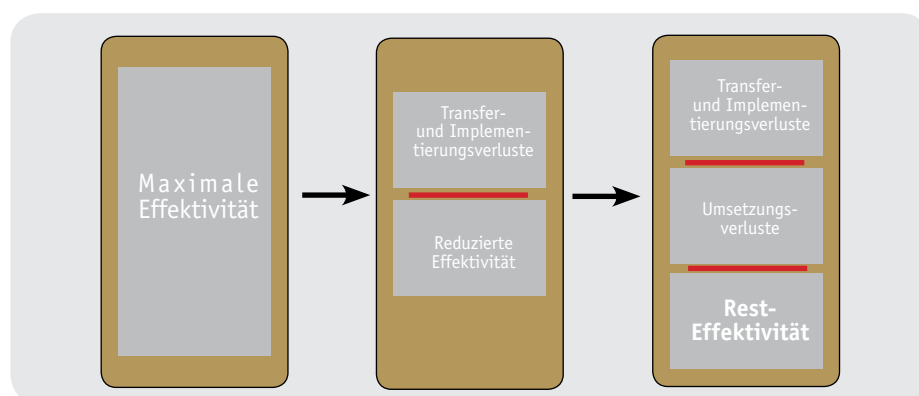 Maximale
Effektivität
Transfer-
und Implemen-
tierungsverluste
Reduzierte
Effektivität
Transfer-
und Implemen-
tierungsverluste
Umsetzungs-
verluste
Rest-
Effektivität